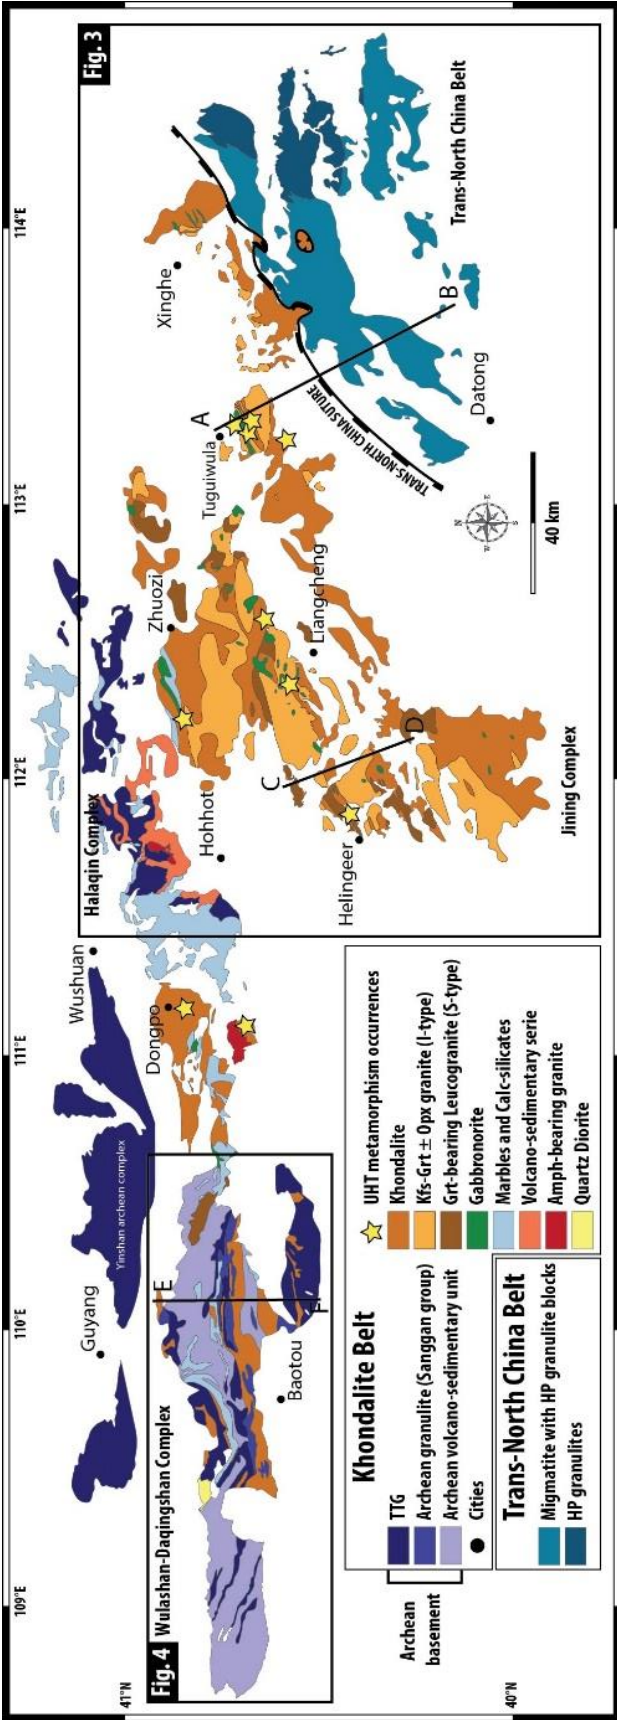 109°E
110°E
111°E
112°E
113°E
114°E
41°N
40°N
Fig. 4
Wulashan-Daqingshan Complex
Guyang
Yinshan archean complex
Wushuan
Baotou
E
F
Dongpo
Fig. 3
Halaqin Complex
Hohhot
Zhuozi
Tuguiwula
Xinghe
Helingeer
Liangcheng
Datong
A
B
C
D
TRANS-NORTH CHINA SUTURE
Trans-North China Belt
Jining Complex
N
E
S
W
40 km
Khondalite Belt
Archean
basement
TTG
Archean granulite (Sanggan group)
Archean volcano-sedimentary unit
Cities
UHT metamorphism occurrences
Khondalite
Kfs-Grt ± Opx granite (I-type)
Grt-bearing Leucogranite (S-type)
Gabbronorite
Marbles and Calc-silicates
Volcano-sedimentary serie
Amph-bearing granite
Quartz Diorite
Trans-North China Belt
Migmatite with HP granulite blocks
HP granulites